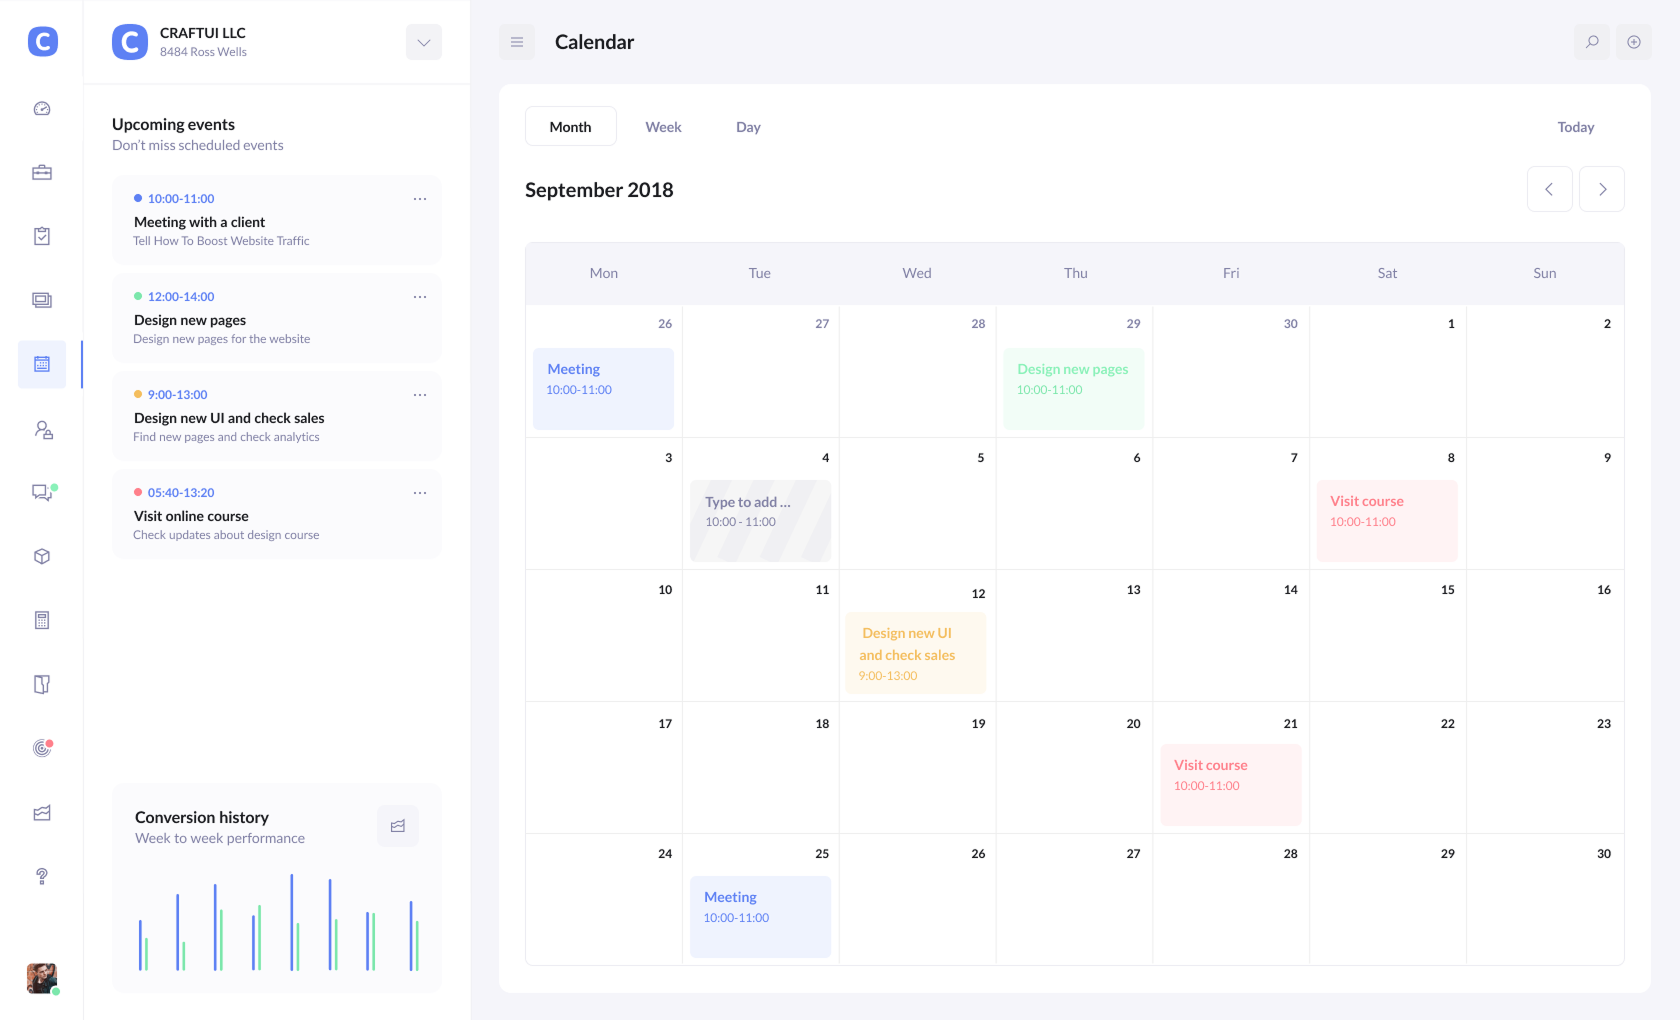 C
C
CRAFTUI LLC
8484 Ross Wells
Upcoming events
Don't miss scheduled events
10:00-11:00
Meeting with a client
Tell How To Boost Website Traffic
12:00-14:00
Design new pages
Design new pages for the website
9:00-13:00
Design new UI and check sales
Find new pages and check analytics
05:40-13:20
Visit online course
Check updates about design course
Conversion history
Week to week performance
Calendar
Month Week Day Today
September 2018
Mon Tue Wed Thu Fri Sat Sun
26 27 28 29 30 1 2
Meeting
10:00-11:00
Design new pages
10:00-11:00
3 4 5 6 7 8 9
Type to add ...
10:00 - 11:00
Visit course
10:00-11:00
10 11 12 13 14 15 16
Design new UI
and check sales
9:00-13:00
17 18 19 20 21 22 23
Visit course
10:00-11:00
24 25 26 27 28 29 30
Meeting
10:00-11:00